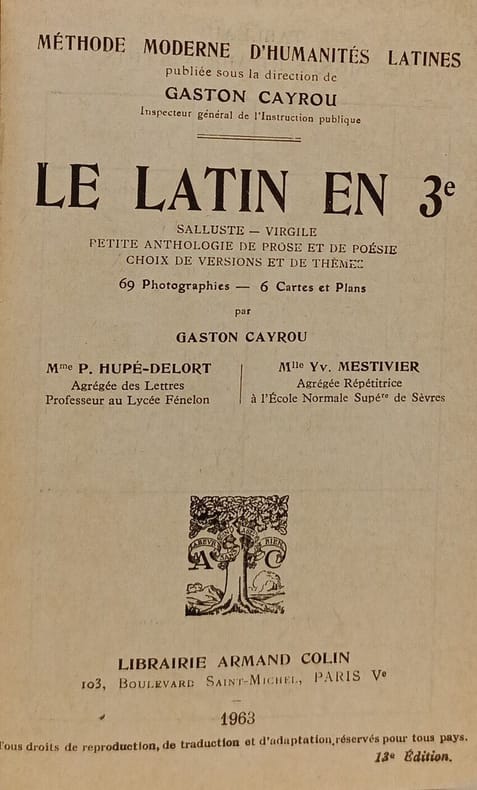 MÉTHODE MODERNE D'HUMANITÉS LATINES
publiée sous la direction de
GASTON CAYROU
Inspecteur général de l'Instruction publique
LE LATIN EN 3e
SALLUSTE — VIRGILE
PETITE ANTHOLOGIE DE PROSE ET DE POÉSIE
CHOIX DE VERSIONS ET DE THÈMES
69 Photographies — 6 Cartes et Plans
par
GASTON CAYROU
Mme P. HUPÉ-DELORT
Agrégée des Lettres
Professeur au Lycée Fénelon
Mlle Yv. MESTIVIER
Agrégée Répétitrice
à l'École Normale Supére de Sèvres
A C
LIBRAIRIE ARMAND COLIN
103, BOULEVARD SAINT-MICHEL, PARIS Ve
1963
Tous droits de reproduction, de traduction et d'adaptation, réservés pour tous pays.
13e Édition.